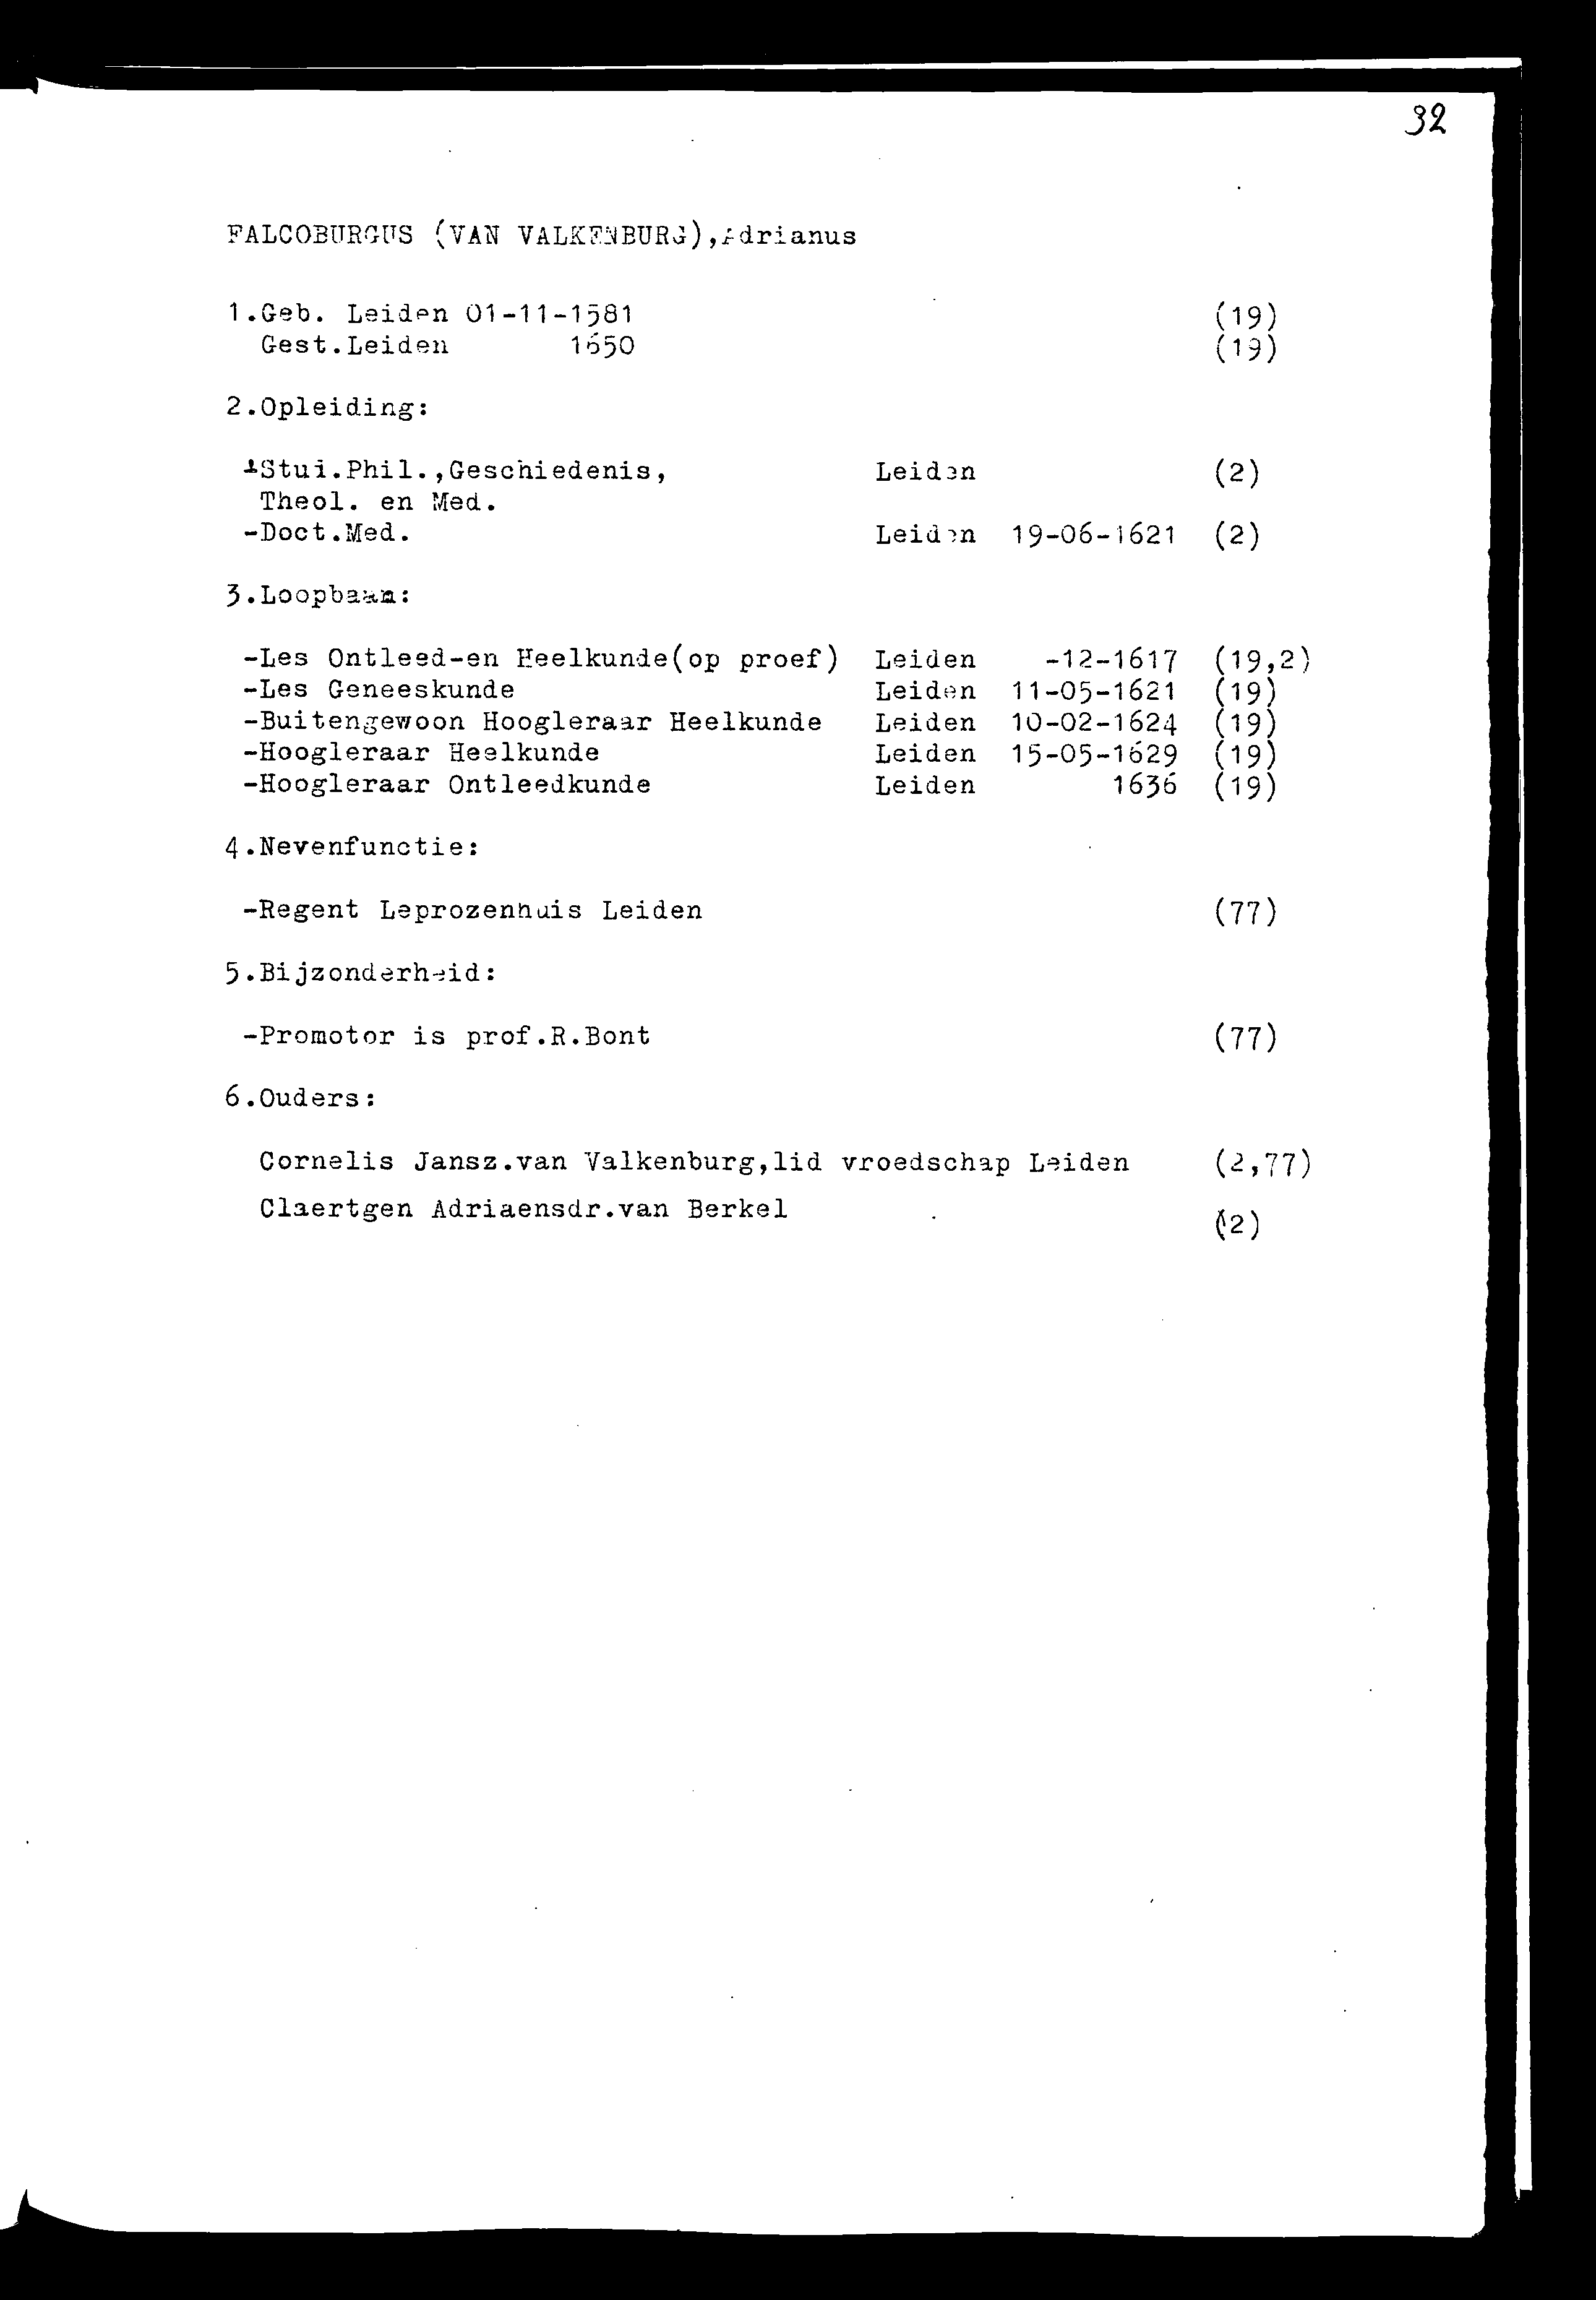 32
FALCOBURGUS (VAN VALKENBURG),Adrianus
1.Geb. Leiden 01-11-1581 (19)
Gest.Leiden 1650 (19)
2.Opleiding:
-Stui.Phil.,Geschiedenis, Leiden (2)
Theol. en Med.
-Doct.Med. Leiden 19-06-1621 (2)
3.Loopbaan:
-Les Ontleed-en Heelkunde(op proef) Leiden -12-1617 (19,2)
-Les Geneeskunde Leiden 11-05-1621 (19)
-Buitengewoon Hoogleraar Heelkunde Leiden 10-02-1624 (19)
-Hoogleraar Heelkunde Leiden 15-05-1629 (19)
-Hoogleraar Ontleedkunde Leiden 1636 (19)
4.Nevenfunctie:
-Regent Leprozenhuis Leiden (77)
5.Bijzonderheid:
-Promotor is prof.R.Bont (77)
6.Ouders:
Cornelis Jansz.van Valkenburg,lid vroedschap Leiden (2,77)
Claertgen Adriaensdr.van Berkel (2)